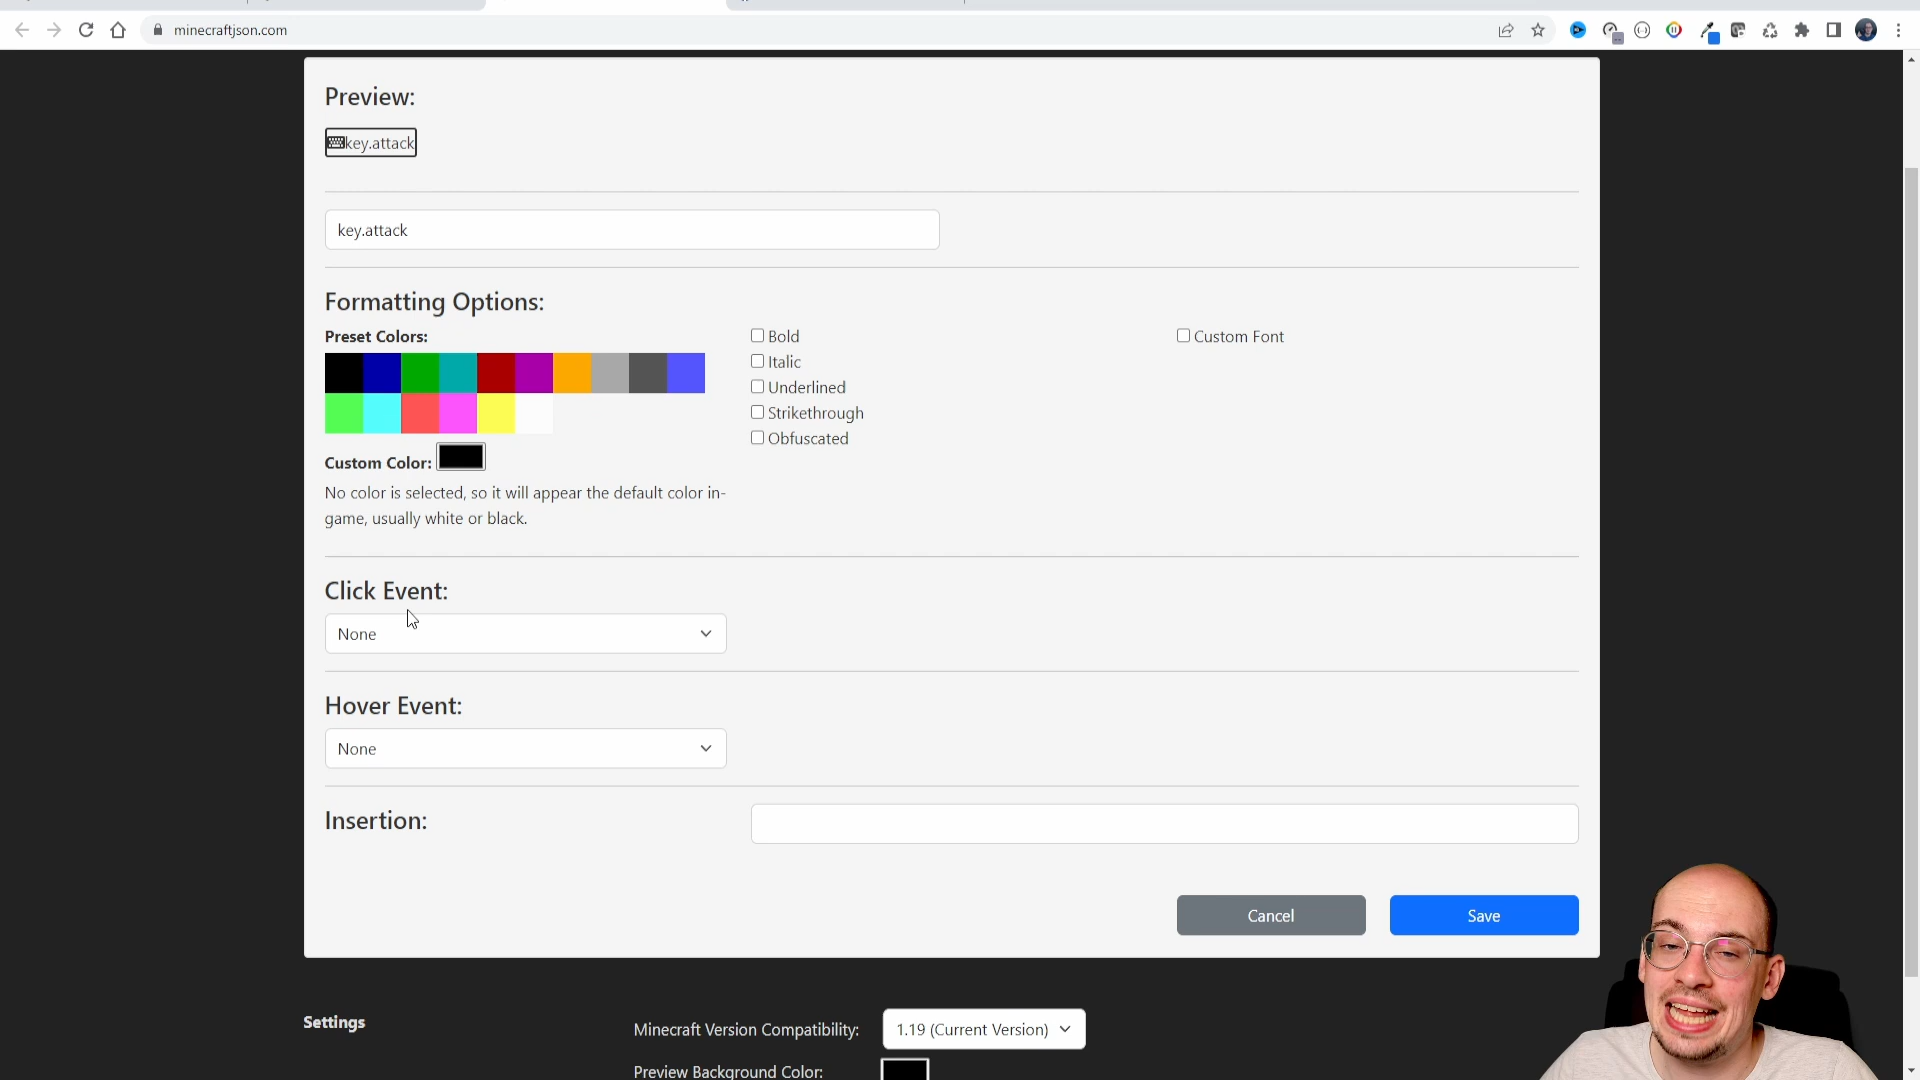 minecraftjson.com
Preview:
key.attack
key.attack
Formatting Options:
Preset Colors:
Bold
Custom Font
Italic
Underlined
Strikethrough
Obfuscated
Custom Color:
No color is selected, so it will appear the default color in-
game, usually white or black.
Click Event:
None
Hover Event:
None
Insertion:
Cancel
Save
Settings
Minecraft Version Compatibility:
1.19 (Current Version)
Preview Background Color: